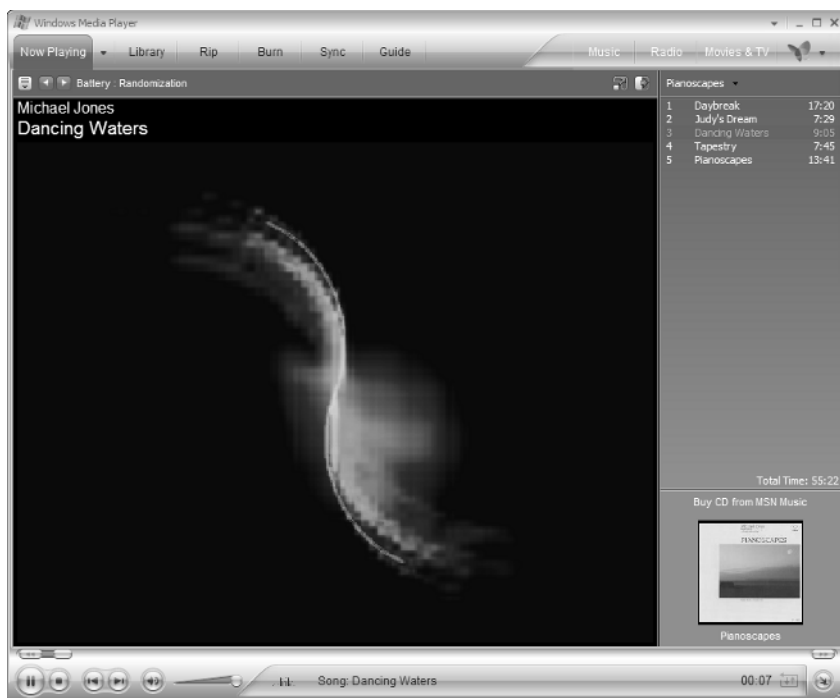 Windows Media Player
Now Playing Library Rip Burn Sync Guide Music Radio Movies & TV
Battery : Randomization
Pianoscapes
Michael Jones
Dancing Waters
1 Daybreak 17:20
2 Judy's Dream 7:29
3 Dancing Waters 9:05
4 Tapestry 7:45
5 Pianoscapes 13:41
Total Time: 55:22
Buy CD from MSN Music
PIANOSCAPES
Pianoscapes
Song: Dancing Waters 00:07